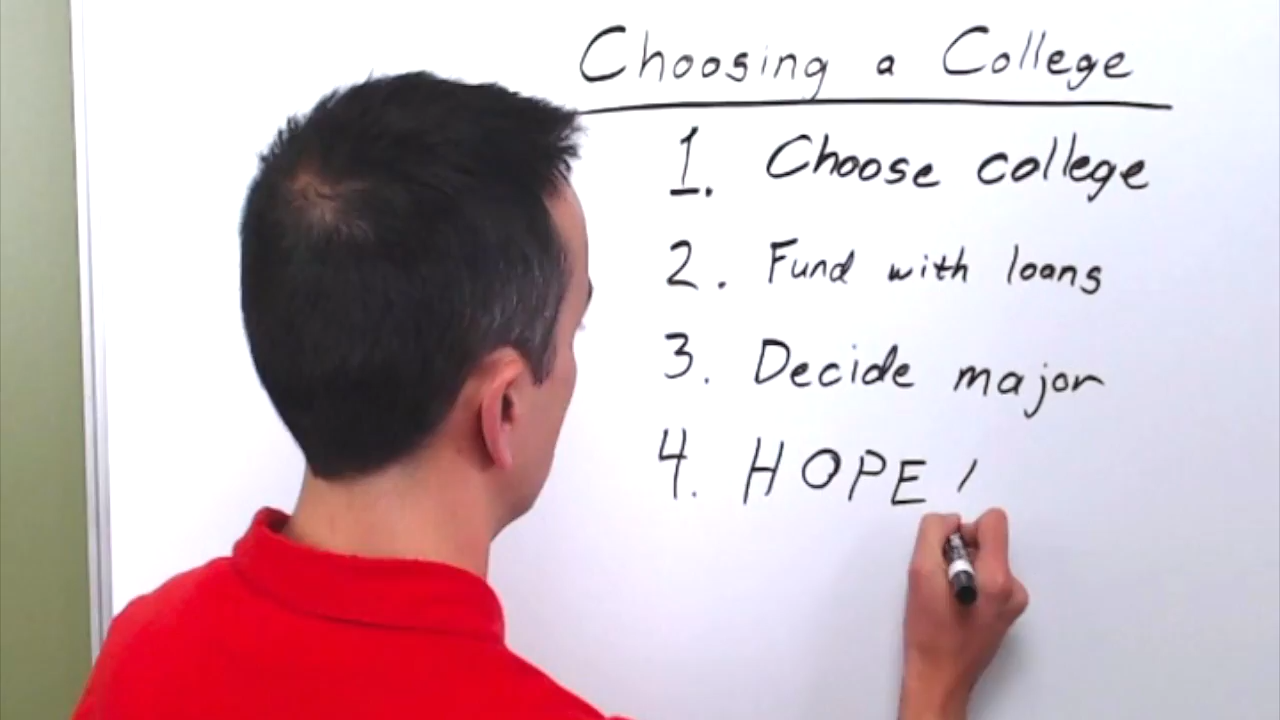 Choosing a College
1. Choose college
2. Fund with loans
3. Decide major
4. HOPE /